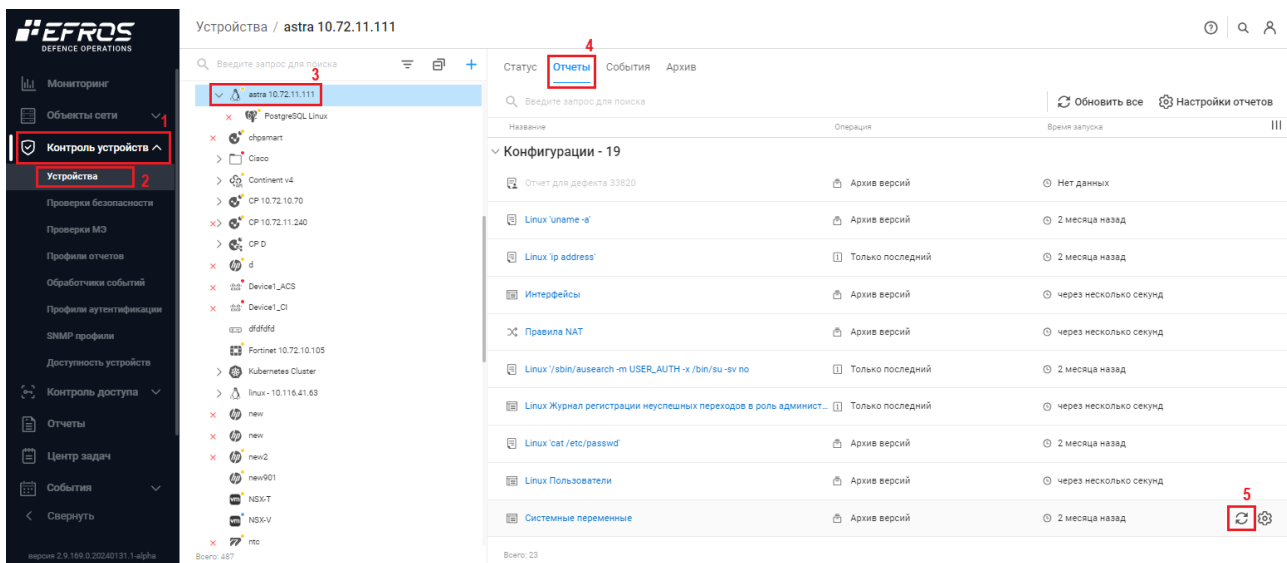 EFROS
DEFENCE OPERATIONS
Мониторинг
Объекты сети
1
Контроль устройств
Устройства
2
Проверки безопасности
Проверки МЭ
Профили отчетов
Обработчики событий
Профили аутентификации
SNMP профили
Доступность устройств
Контроль доступа
Отчеты
Центр задач
События
Свернуть
версия 2.9.169.0.20240131.1-alpha
Устройства / astra 10.72.11.111
Введите запрос для поиска
3
astra 10.72.11.111
PostgreSQL Linux
chpsmart
Cisco
Continent v4
CP 10.72.10.70
CP 10.72.11.240
CP D
d
Device1_ACS
Device1_CI
dfdfdfd
Fortinet 10.72.10.105
Kubernetes Cluster
linux - 10.116.41.63
new
new
new2
new901
NSX-T
NSX-V
ntc
Всего: 487
4
Статус Отчеты События Архив
Введите запрос для поиска Обновить все Настройки отчетов
Название Операция Время запуска
Конфигурации - 19
Отчет для дефекта 33820 Архив версий Нет данных
Linux 'uname -a' Архив версий 2 месяца назад
Linux 'ip address' Только последний 2 месяца назад
Интерфейсы Архив версий через несколько секунд
Правила NAT Архив версий через несколько секунд
Linux '/sbin/ausearch -m USER_AUTH -x /bin/su -sv no Только последний 2 месяца назад
Linux Журнал регистрации неуспешных переходов в роль админист... Только последний через несколько секунд
Linux 'cat /etc/passwd' Архив версий 2 месяца назад
Linux Пользователи Архив версий через несколько секунд
5
Системные переменные Архив версий 2 месяца назад
Всего: 23